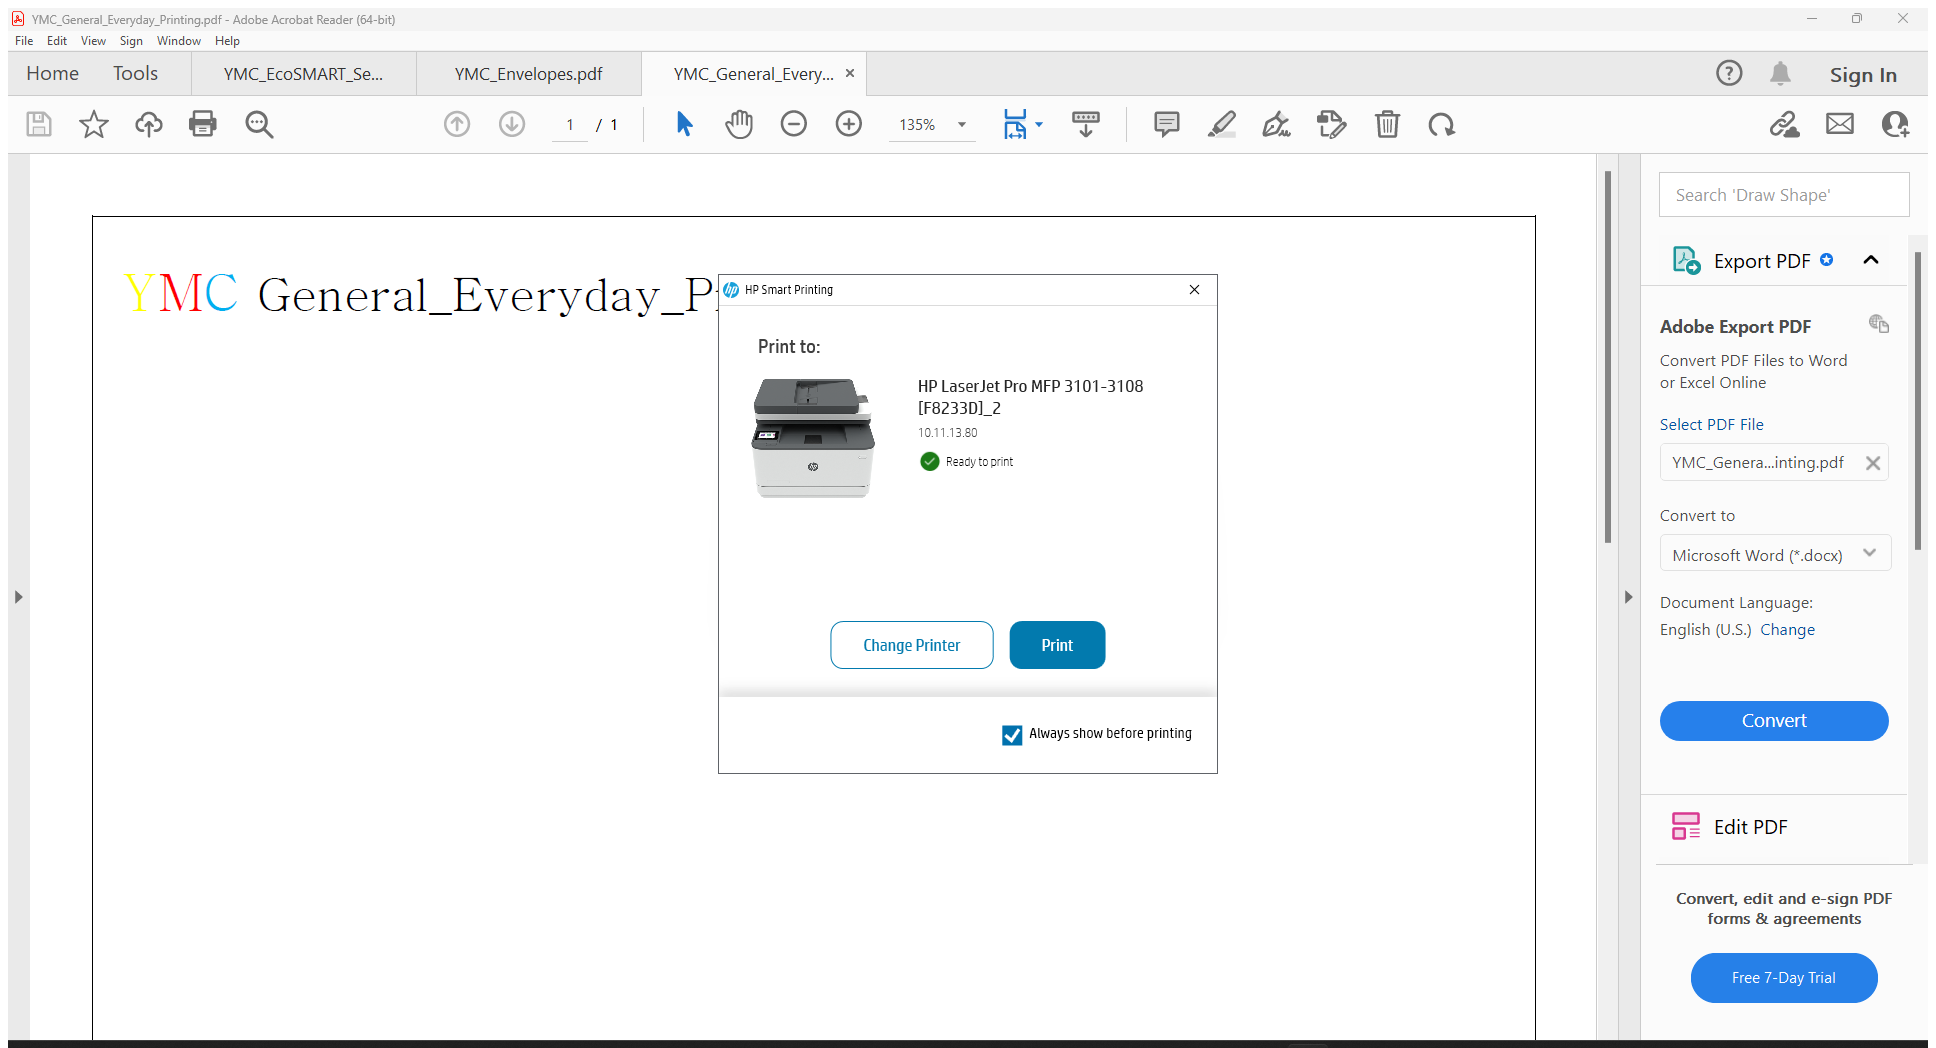 YMC_General_Everyday_Printing.pdf - Adobe Acrobat Reader (64-bit)
File Edit View Sign Window Help
Home Tools YMC_EcoSMART_Se... YMC_Envelopes.pdf YMC_General_Every... Sign In
1 / 1 135%
Search 'Draw Shape'
YMC General_Everyday_P
hp HP Smart Printing
Print to:
HP LaserJet Pro MFP 3101-3108
[F8233D]_2
10.11.13.80
Ready to print
Change Printer Print
Always show before printing
Export PDF
Adobe Export PDF
Convert PDF Files to Word
or Excel Online
Select PDF File
YMC_Genera...inting.pdf
Convert to
Microsoft Word (*.docx)
Document Language:
English (U.S.) Change
Convert
Edit PDF
Convert, edit and e-sign PDF
forms & agreements
Free 7-Day Trial